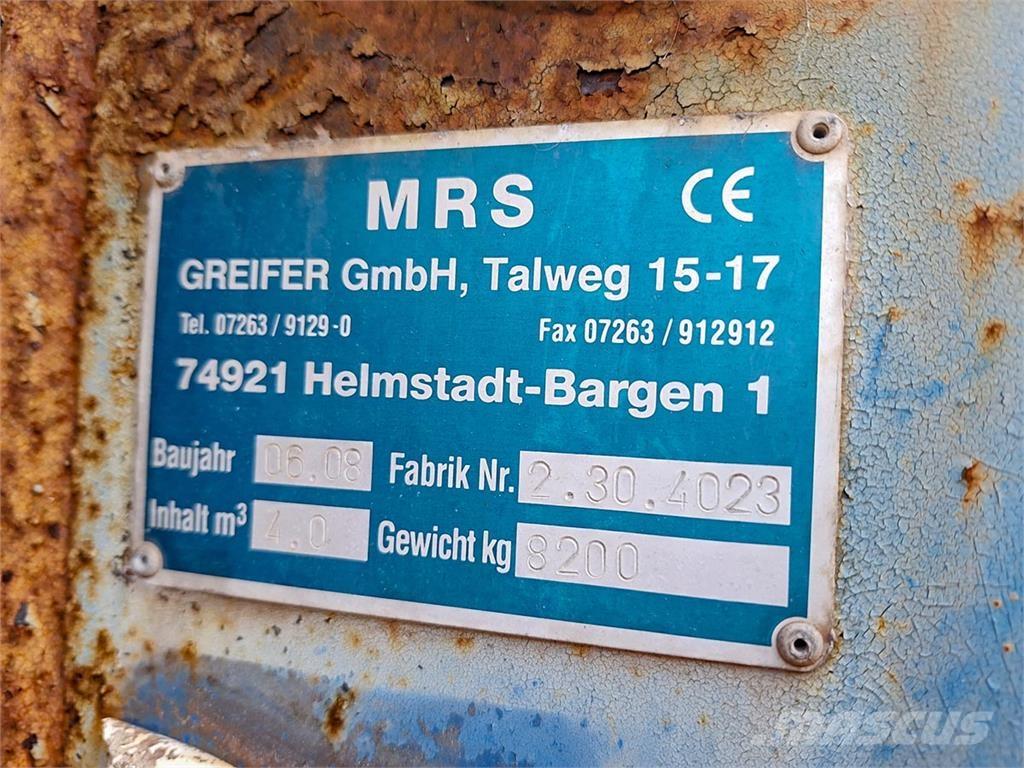 MRS CE
GREIFER GmbH, Talweg 15-17
Tel. 07263 / 9129-0 Fax 07263 / 912912
74921 Helmstadt-Bargen 1
Baujahr 06.08 Fabrik Nr. 2.30.4023
Inhalt m³ 4.0 Gewicht kg 8200
MASCUS